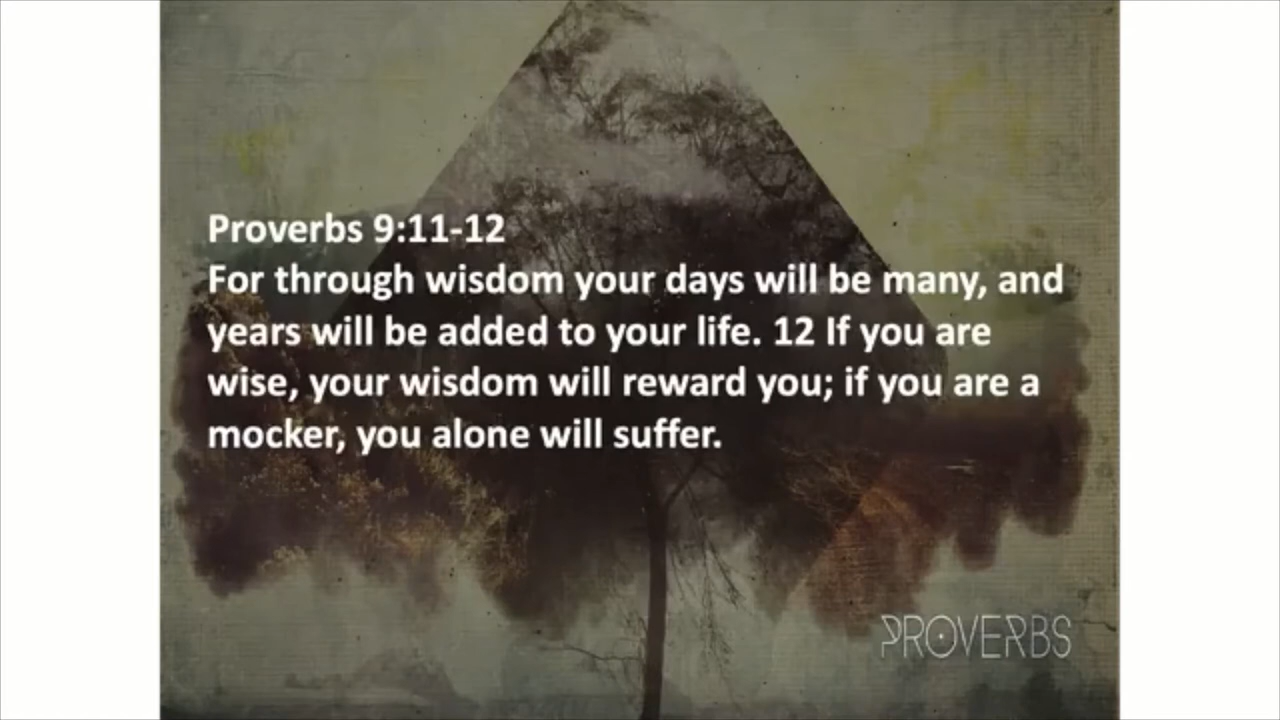 Proverbs 9:11-12
For through wisdom your days will be many, and
years will be added to your life. 12 If you are
wise, your wisdom will reward you; if you are a
mocker, you alone will suffer.
PROVERBS